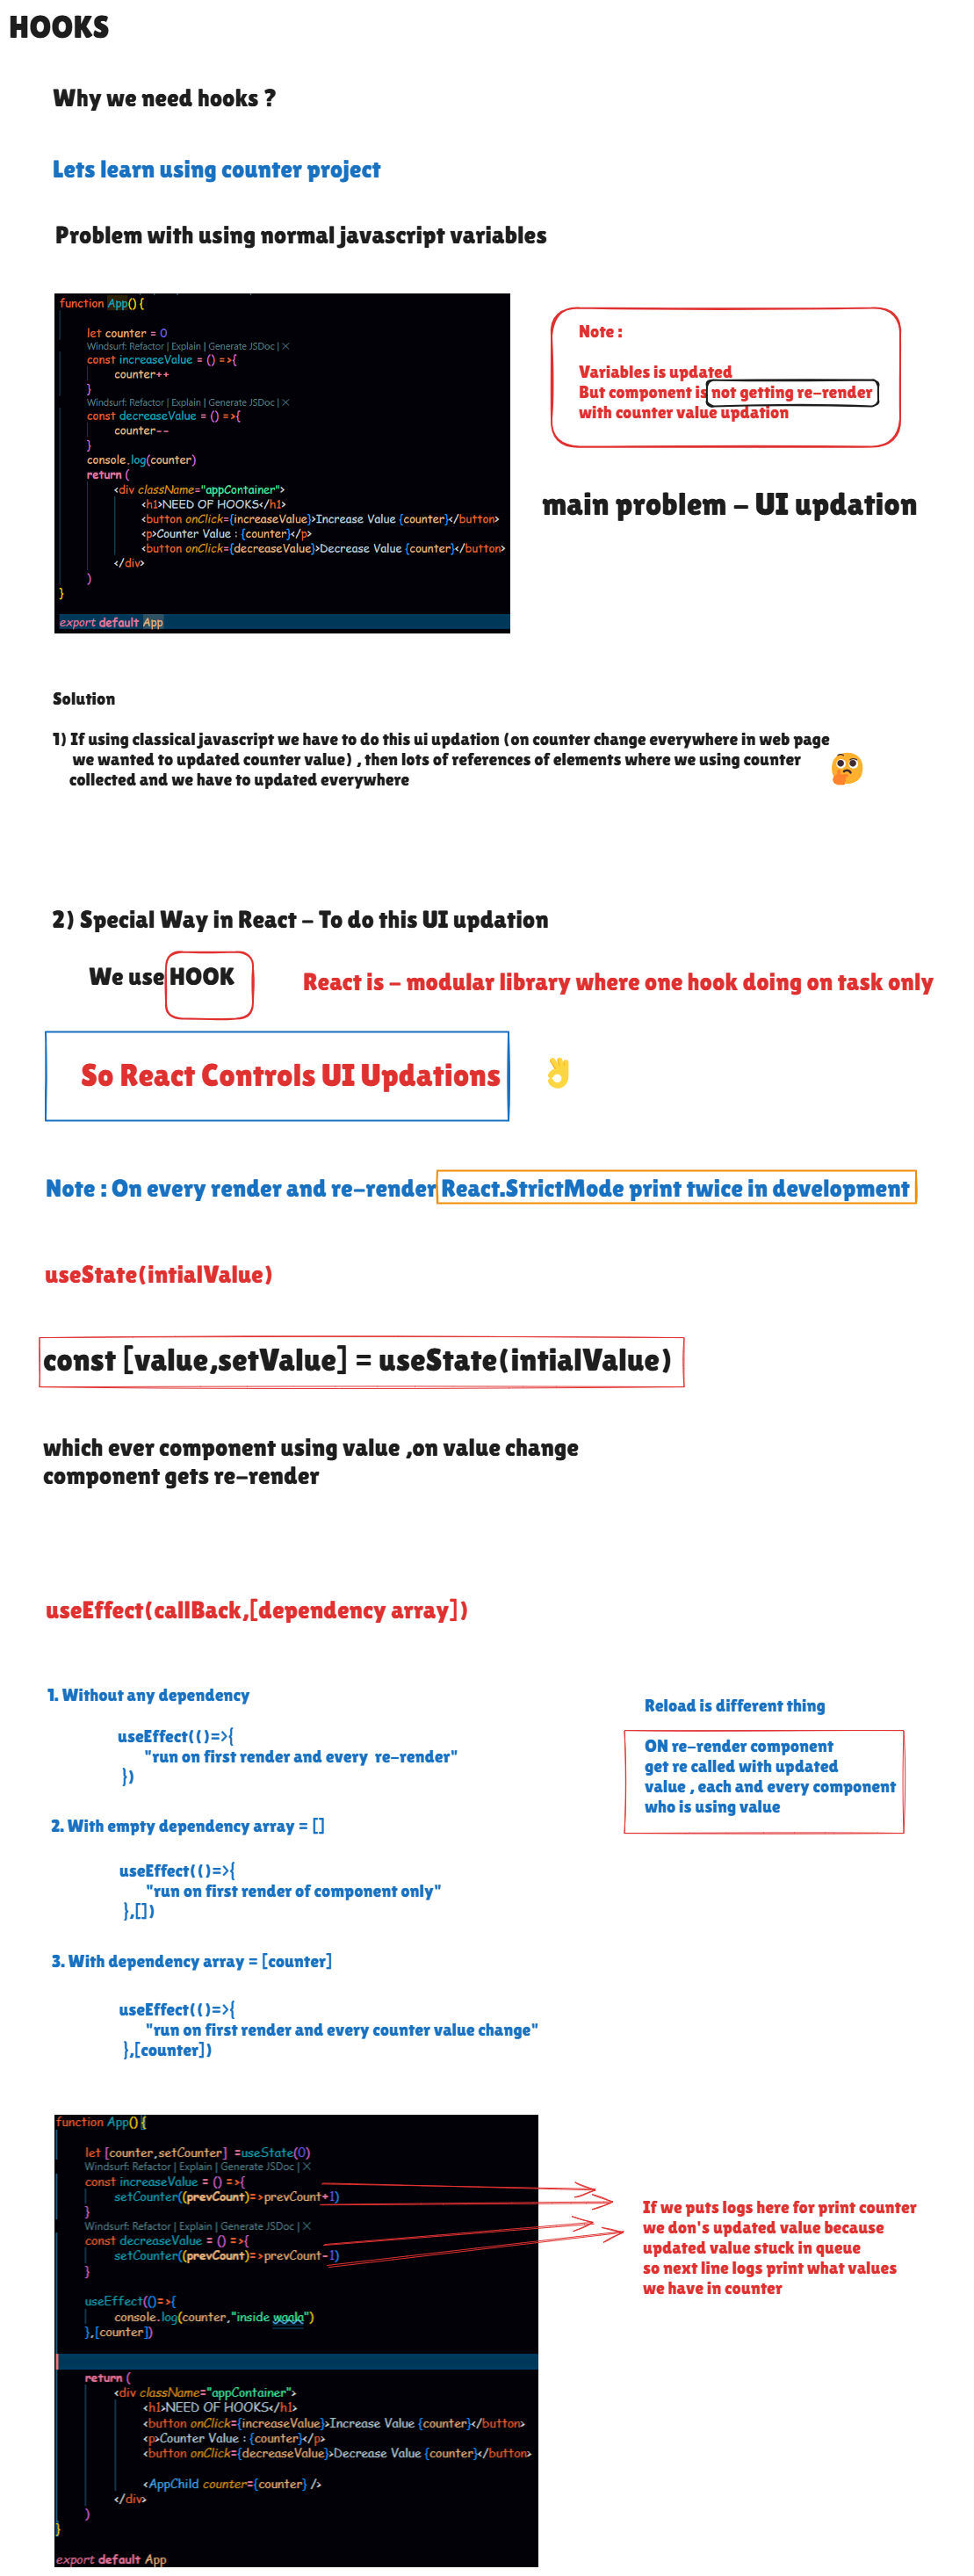 HOOKS
Why we need hooks ?
Lets learn using counter project
Problem with using normal javascript variables
function App() {
let counter = 0
Windsurf: Refactor | Explain | Generate JSDoc | ×
const increaseValue = () =>{
counter++
}
Windsurf: Refactor | Explain | Generate JSDoc | ×
const decreaseValue = () =>{
counter--
}
console.log(counter)
return (
<div className="appContainer">
<h1>NEED OF HOOKS</h1>
<button onClick={increaseValue}>Increase Value {counter}</button>
<p>Counter Value : {counter}</p>
<button onClick={decreaseValue}>Decrease Value {counter}</button>
</div>
)
}
export default App
Note :
Variables is updated
But component is not getting re-render
with counter value updation
main problem - UI updation
Solution
1) If using classical javascript we have to do this ui updation (on counter change everywhere in web page
we wanted to updated counter value) , then lots of references of elements where we using counter
collected and we have to updated everywhere
2) Special Way in React - To do this UI updation
We use HOOK
React is - modular library where one hook doing on task only
So React Controls UI Updations
Note : On every render and re-render React.StrictMode print twice in development
useState(intialValue)
const [value,setValue] = useState(intialValue)
which ever component using value ,on value change
component gets re-render
useEffect(callBack,[dependency array])
1. Without any dependency
useEffect(()=>{
"run on first render and every re-render"
})
2. With empty dependency array = []
useEffect(()=>{
"run on first render of component only"
},[])
3. With dependency array = [counter]
useEffect(()=>{
"run on first render and every counter value change"
},[counter])
Reload is different thing
ON re-render component
get re called with updated
value , each and every component
who is using value
function App() {
let [counter,setCounter] =useState(0)
Windsurf: Refactor | Explain | Generate JSDoc | ×
const increaseValue = () =>{
setCounter((prevCount)=>prevCount+1)
}
Windsurf: Refactor | Explain | Generate JSDoc | ×
const decreaseValue = () =>{
setCounter((prevCount)=>prevCount-1)
}
useEffect(()=>{
console.log(counter,"inside waala")
},[counter])
return (
<div className="appContainer">
<h1>NEED OF HOOKS</h1>
<button onClick={increaseValue}>Increase Value {counter}</button>
<p>Counter Value : {counter}</p>
<button onClick={decreaseValue}>Decrease Value {counter}</button>
<AppChild counter={counter} />
</div>
)
}
export default App
If we puts logs here for print counter
we don's updated value because
updated value stuck in queue
so next line logs print what values
we have in counter